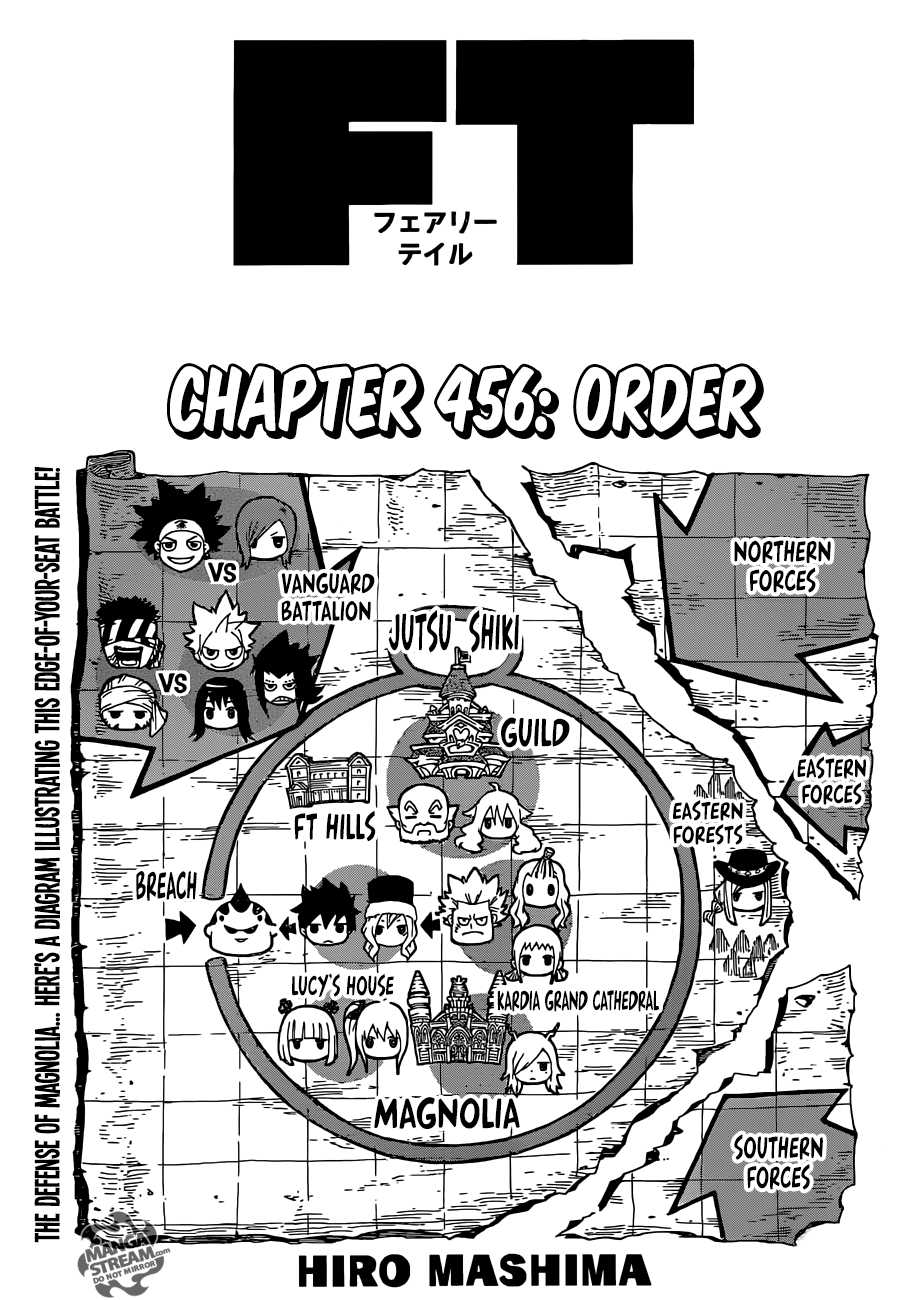 FT
フェアリー
テイル
CHAPTER 456: ORDER
THE DEFENSE OF MAGNOLIA... HERE'S A DIAGRAM ILLUSTRATING THIS EDGE-OF-YOUR-SEAT BATTLE!
VS
VANGUARD
BATTALION
VS
NORTHERN
FORCES
JUTSU SHIKI
GUILD
EASTERN
FORCES
FT HILLS
EASTERN
FORESTS
BREACH
LUCY'S HOUSE
KARDIA GRAND CATHEDRAL
MAGNOLIA
SOUTHERN
FORCES
MANGA
STREAM.com
DO NOT MIRROR
HIRO MASHIMA